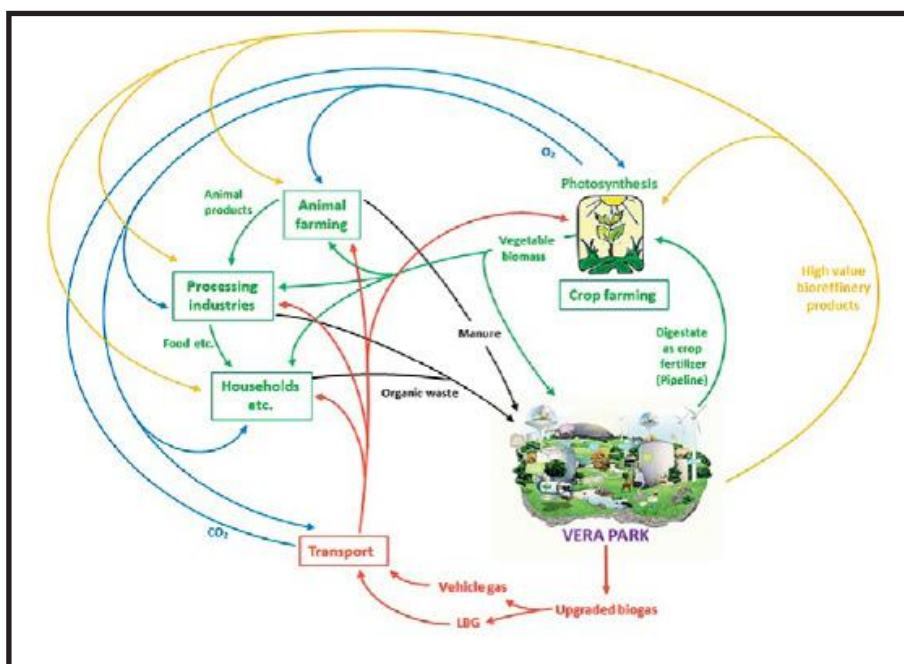 O₂
Photosynthesis
Animal
products
Animal
farming
Vegetable
biomass
Crop farming
High value
biorefinery
products
Processing
industries
Manure
Digestate
as crop
fertilizer
(Pipeline)
Food etc.
Households
etc.
Organic waste
VERA PARK
CO₂
Transport
Vehicle gas
Upgraded biogas
LBG